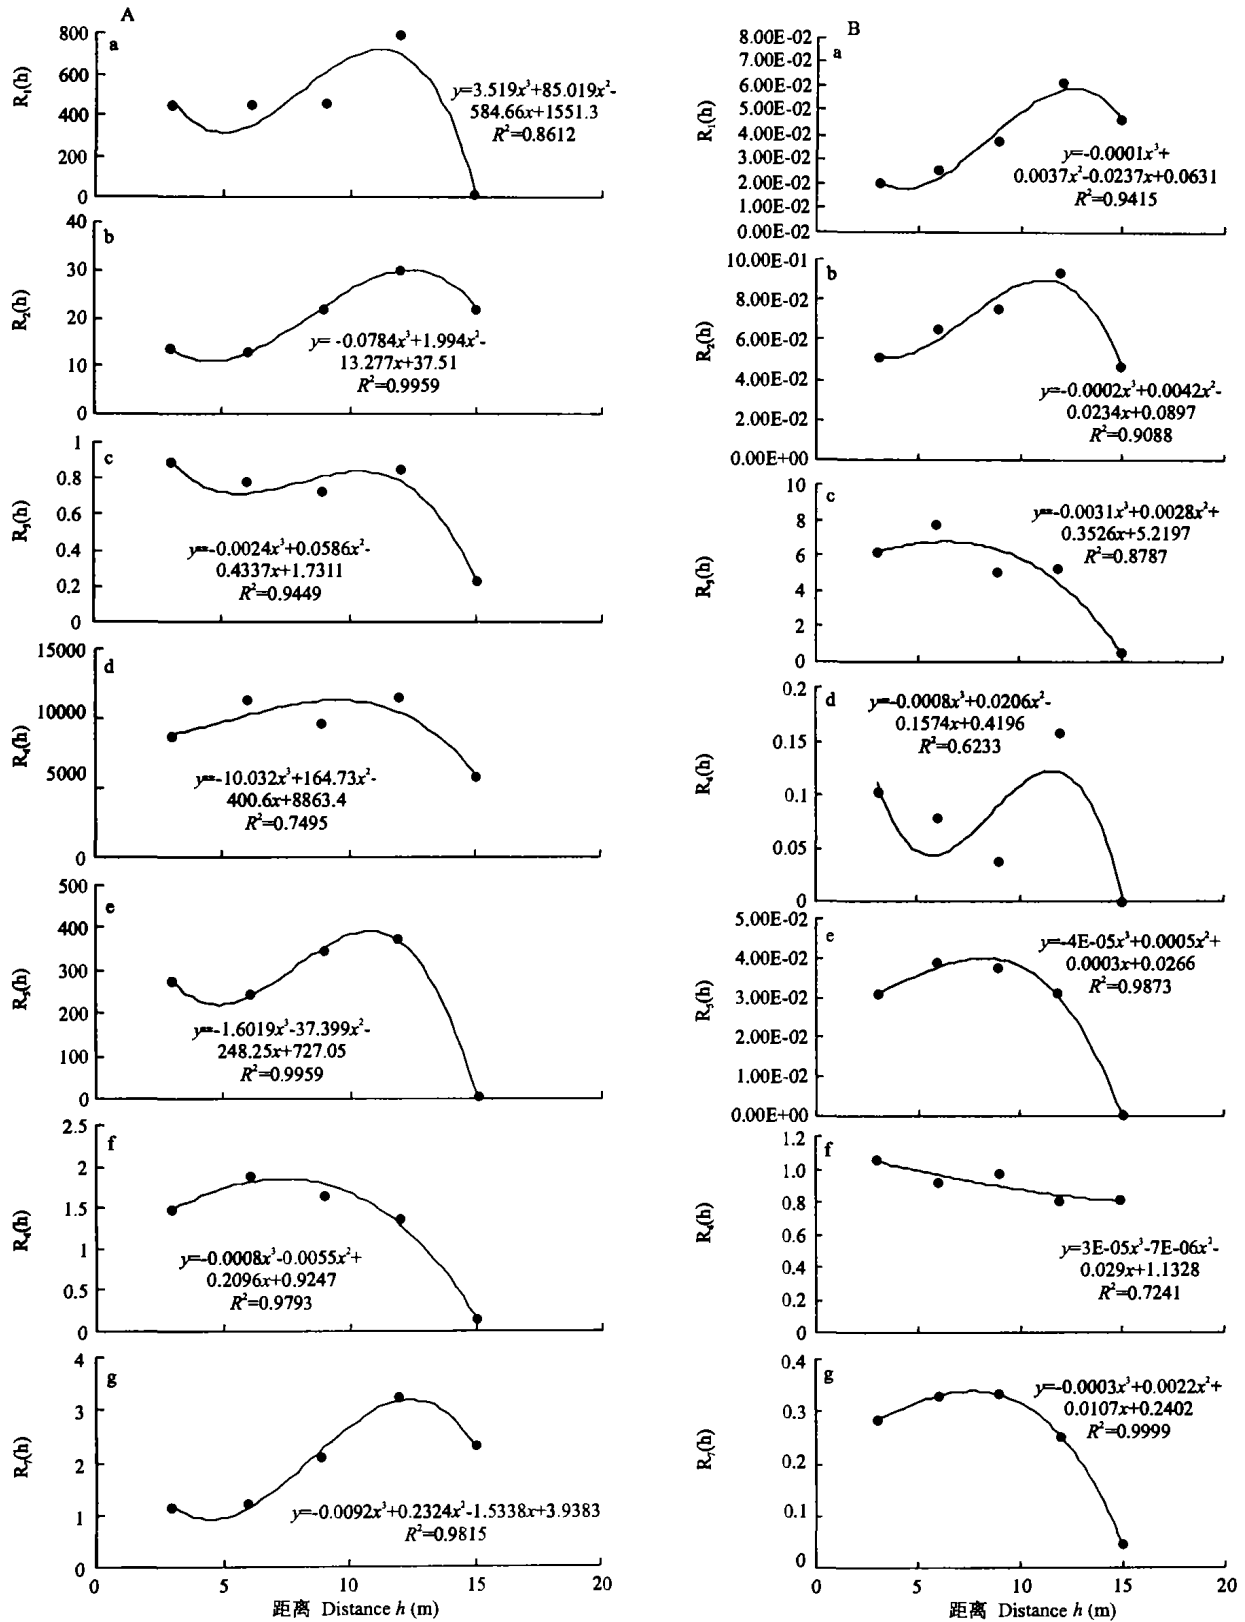 A
a
800
600
400
200
0
R₁(h)
y=3.519x³+85.019x²-
584.66x+1551.3
R²=0.8612
b
40
30
20
10
0
R₂(h)
y= -0.0784x³+1.994x²-
13.277x+37.51
R²=0.9959
c
1
0.8
0.6
0.4
0.2
0
R₃(h)
y=-0.0024x³+0.0586x²-
0.4337x+1.7311
R²=0.9449
d
15000
10000
5000
0
R₄(h)
y=-10.032x³+164.73x²-
400.6x+8863.4
R²=0.7495
e
500
400
300
200
100
0
R₅(h)
y=-1.6019x³-37.399x²-
248.25x+727.05
R²=0.9959
f
2.5
2
1.5
1
0.5
0
R₆(h)
y=-0.0008x³-0.0055x²+
0.2096x+0.9247
R²=0.9793
g
4
3
2
1
0
R₇(h)
y=-0.0092x³+0.2324x²-1.5338x+3.9383
R²=0.9815
0 5 10 15 20
距离 Distance h (m)
B
a
8.00E-02
7.00E-02
6.00E-02
5.00E-02
4.00E-02
3.00E-02
2.00E-02
1.00E-02
0.00E-02
R₁(h)
y=-0.0001x³+
0.0037x²-0.0237x+0.0631
R²=0.9415
b
10.00E-01
8.00E-02
6.00E-02
4.00E-02
2.00E-02
0.00E+00
R₂(h)
y=-0.0002x³+0.0042x²-
0.0234x+0.0897
R²=0.9088
c
10
8
6
4
2
0
R₃(h)
y=-0.0031x³+0.0028x²+
0.3526x+5.2197
R²=0.8787
d
0.2
0.15
0.1
0.05
0
R₄(h)
y=-0.0008x³+0.0206x²-
0.1574x+0.4196
R²=0.6233
e
5.00E-02
4.00E-02
3.00E-02
2.00E-02
1.00E-02
0.00E+00
R₅(h)
y=-4E-05x³+0.0005x²+
0.0003x+0.0266
R²=0.9873
f
1.2
1.0
0.8
0.6
0.4
0.2
0
R₆(h)
y=3E-05x³-7E-06x²-
0.029x+1.1328
R²=0.7241
g
0.4
0.3
0.2
0.1
0
R₇(h)
y=-0.0003x³+0.0022x²+
0.0107x+0.2402
R²=0.9999
0 5 10 15 20
距离 Distance h (m)